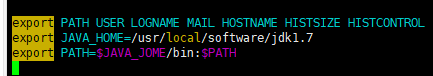 export PATH USER LOGNAME MAIL HOSTNAME HISTSIZE HISTCONTROL
export JAVA_HOME=/usr/local/software/jdk1.7
export PATH=$JAVA_JOME/bin:$PATH